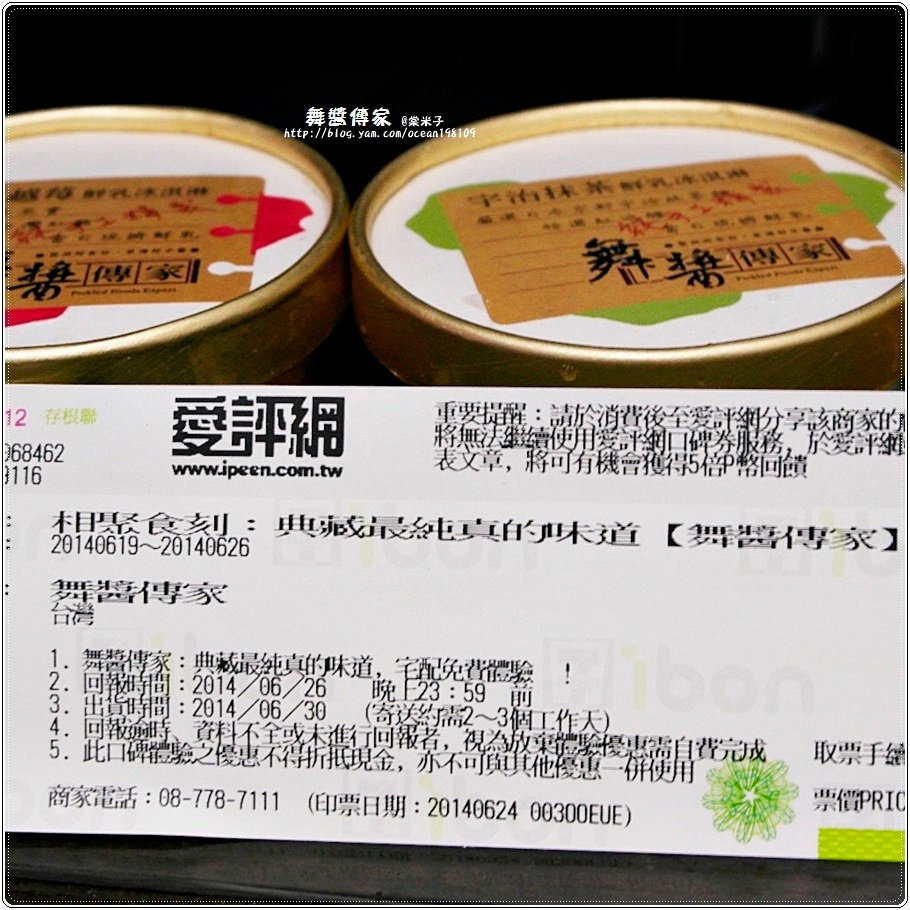 舞醬傳家 @棠米子
http://blog.yam.com/ocean198109
越莓 鮮乳冰淇淋
宇治抹茶 鮮乳冰淇淋
醬傳家
Pickled Foods Expert
舞醬傳家
Pickled Foods Expert
12 存根聯
968462
9116
愛評網
www.ipeen.com.tw
重要提醒：請於消費後至愛評網分享該商家的
將無法繼續使用愛評網口碑券服務，於愛評網
表文章，將可有機會獲得5倍P幣回饋
相聚食刻：典藏最純真的味道【舞醬傳家】
20140619～20140626
舞醬傳家
台灣
1. 舞醬傳家：典藏最純真的味道，宅配免費體驗 ！
2. 回報時間：2014／06／26 晚上23：59 前
3. 出貨時間：2014／06／30 (寄送約需2～3個工作天)
4. 回報逾時、資料不全或未進行回報者，視為放棄體驗優惠需自費完成
5. 此口碑體驗之優惠不得折抵現金，亦不可與其他優惠一併使用
取票手續
商家電話：08-778-7111 (印票日期：20140624 00300EUE)
票價PRIC